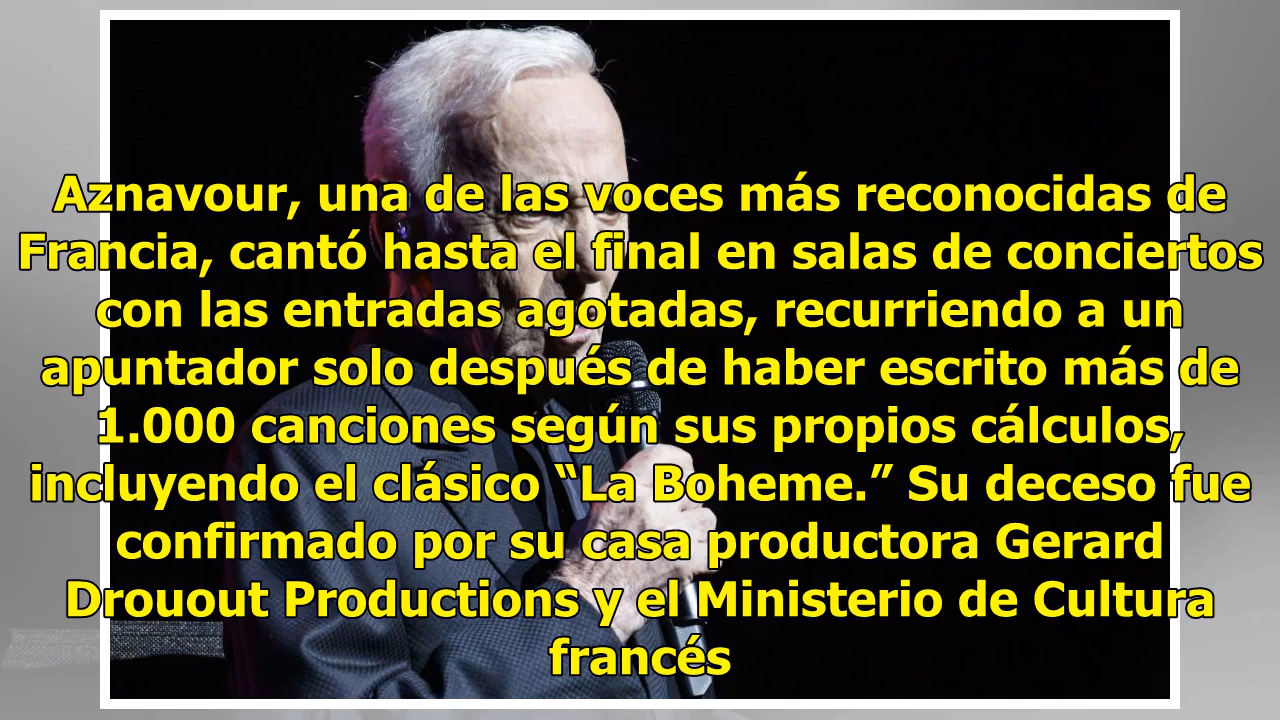 Aznavour, una de las voces más reconocidas de
Francia, cantó hasta el final en salas de conciertos
con las entradas agotadas, recurriendo a un
apuntador solo después de haber escrito más de
1.000 canciones según sus propios cálculos,
incluyendo el clásico “La Boheme.” Su deceso fue
confirmado por su casa productora Gerard
Drouout Productions y el Ministerio de Cultura
francés